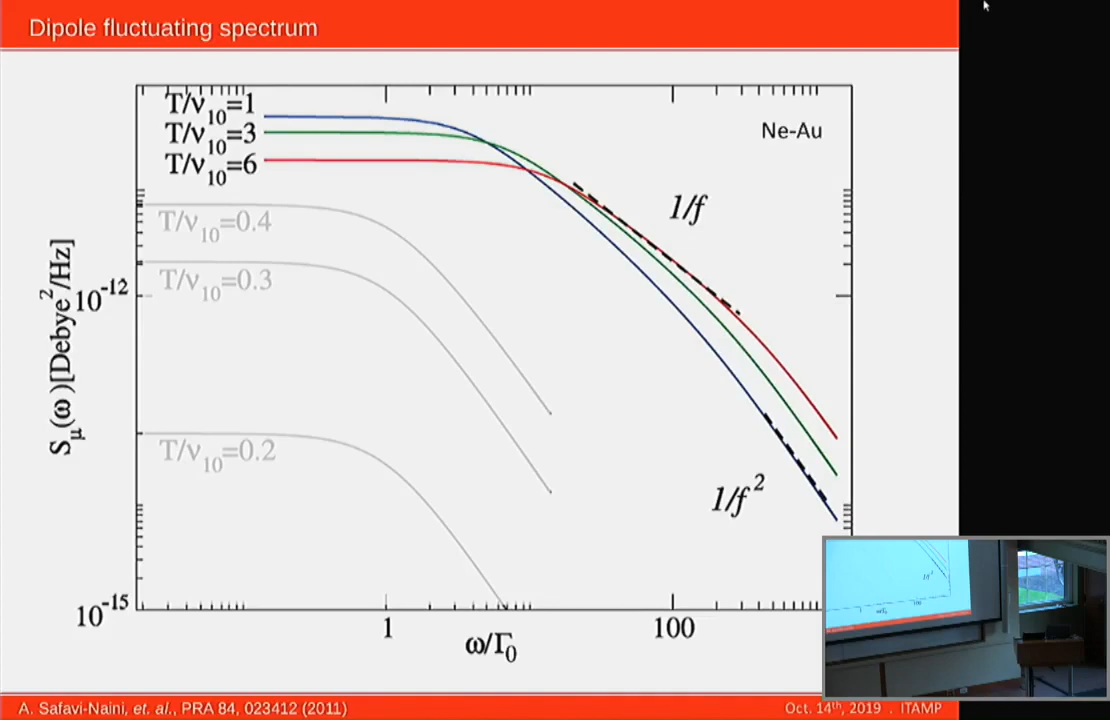 Dipole fluctuating spectrum
T/ν10=1
T/ν10=3
T/ν10=6
Ne-Au
1/f
T/ν10=0.4
T/ν10=0.3
10-12
Sμ(ω)[Debye2/Hz]
T/ν10=0.2
1/f2
10-15
1
100
ω/Γ0
A. Safavi-Naini, et. al., PRA 84, 023412 (2011)
Oct. 14th, 2019 . ITAMP